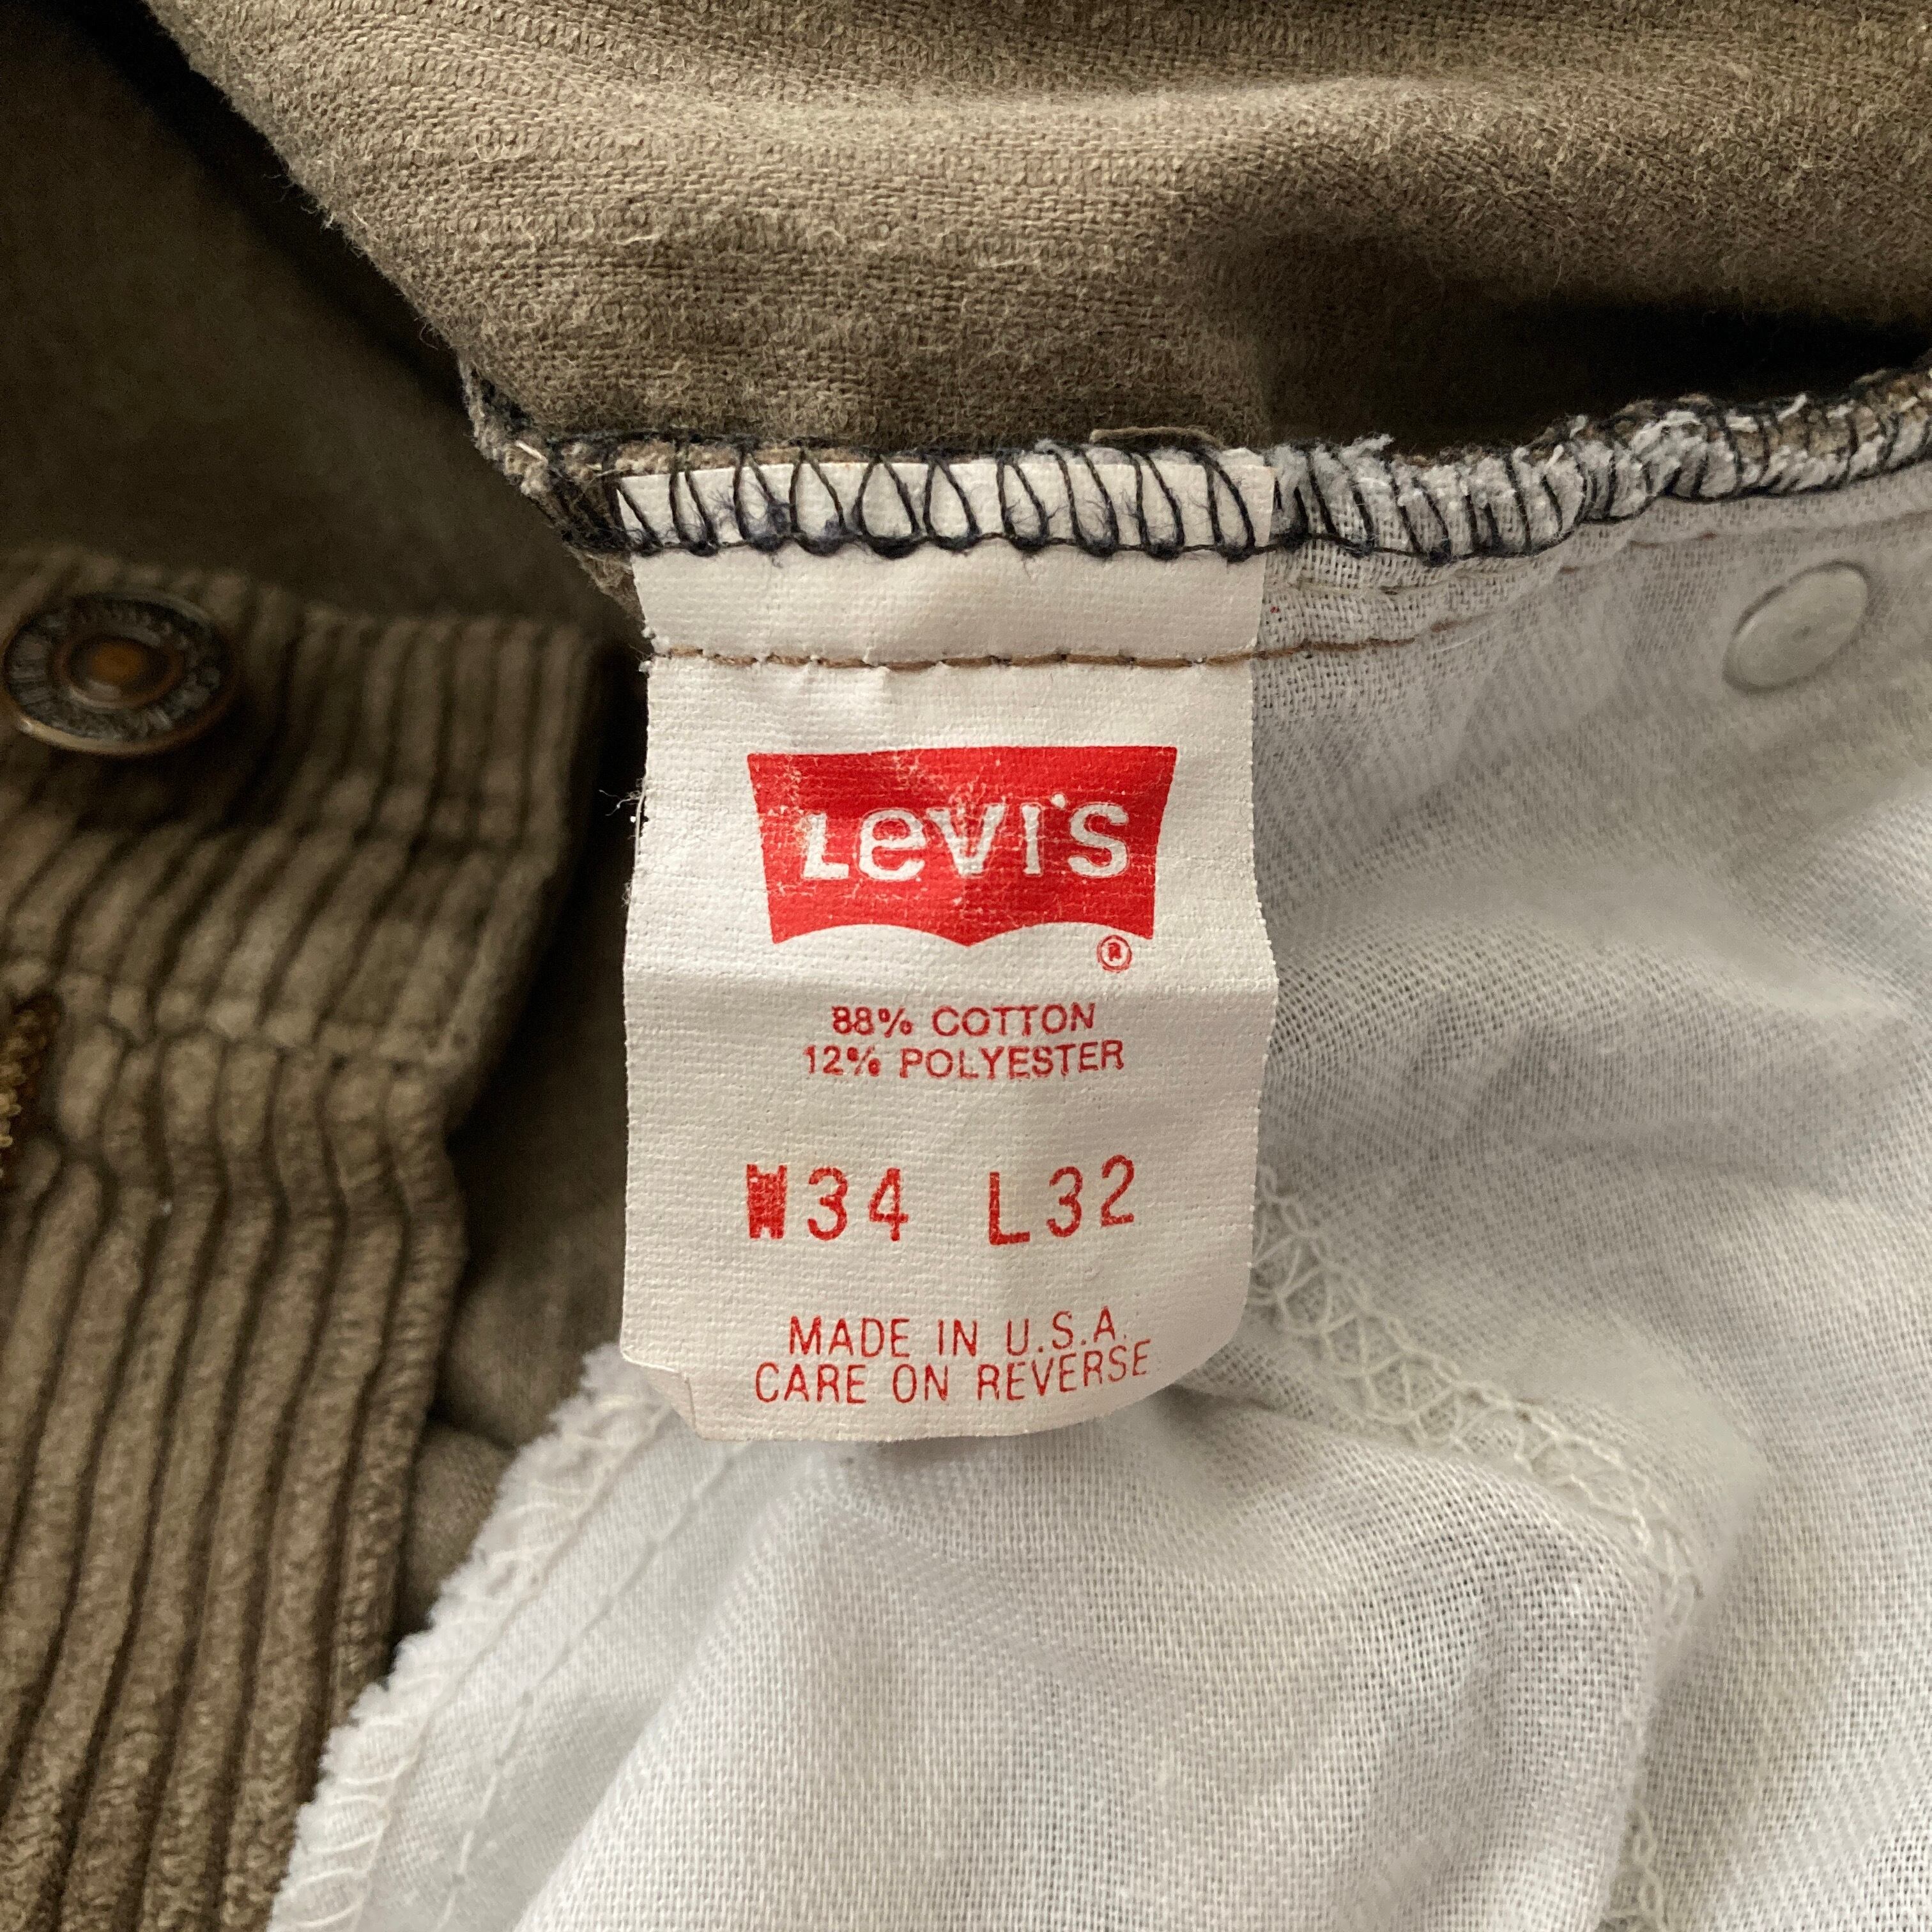 Levi's
®
88% COTTON
12% POLYESTER
W34 L32
MADE IN U.S.A.
CARE ON REVERSE